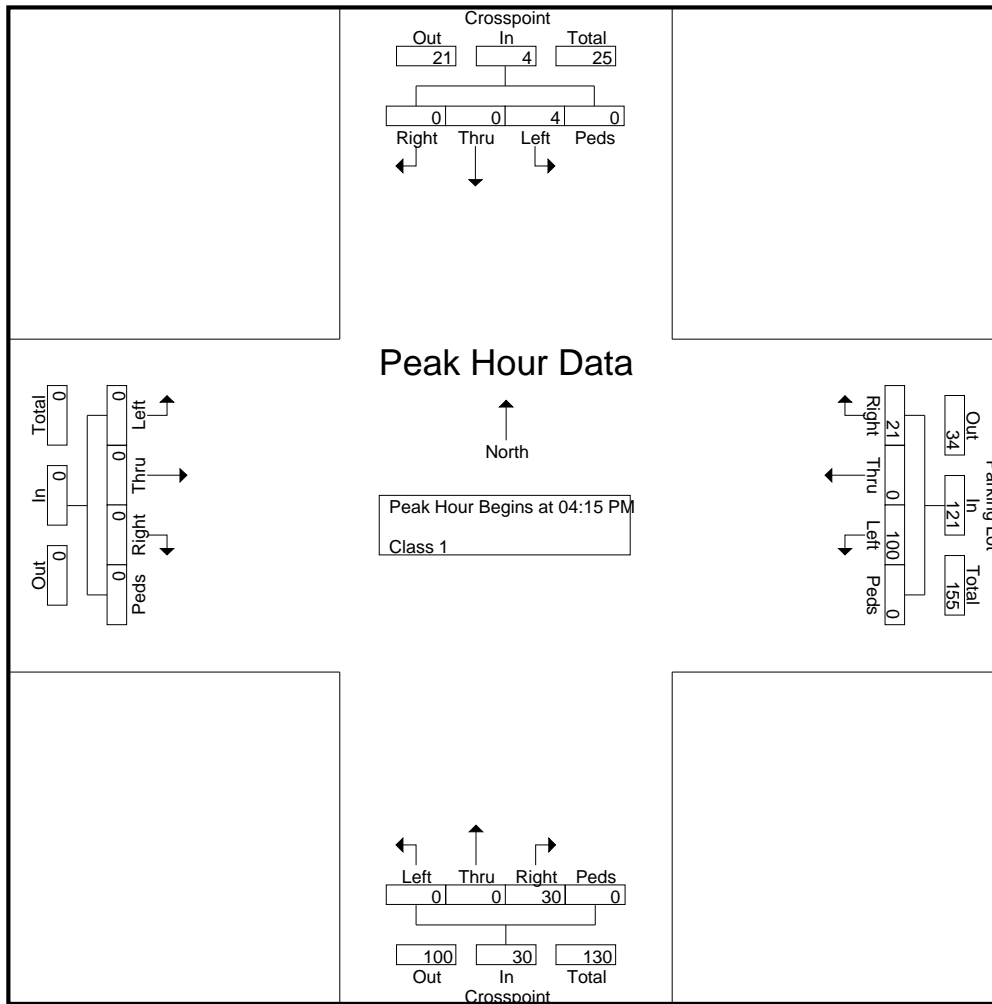 Crosspoint
Out In Total
21 4 25
0 0 4 0
Right Thru Left Peds
Peak Hour Data
North
Peak Hour Begins at 04:15 PM
Class 1
Total In Out
0 0 0
0 0 0 0
Left Thru Right Peds
Right Thru Left Peds
21 0 100 0
Out In Total
34 121 155
Parking Lot
Left Thru Right Peds
0 0 30 0
100 30 130
Out In Total
Crosspoint